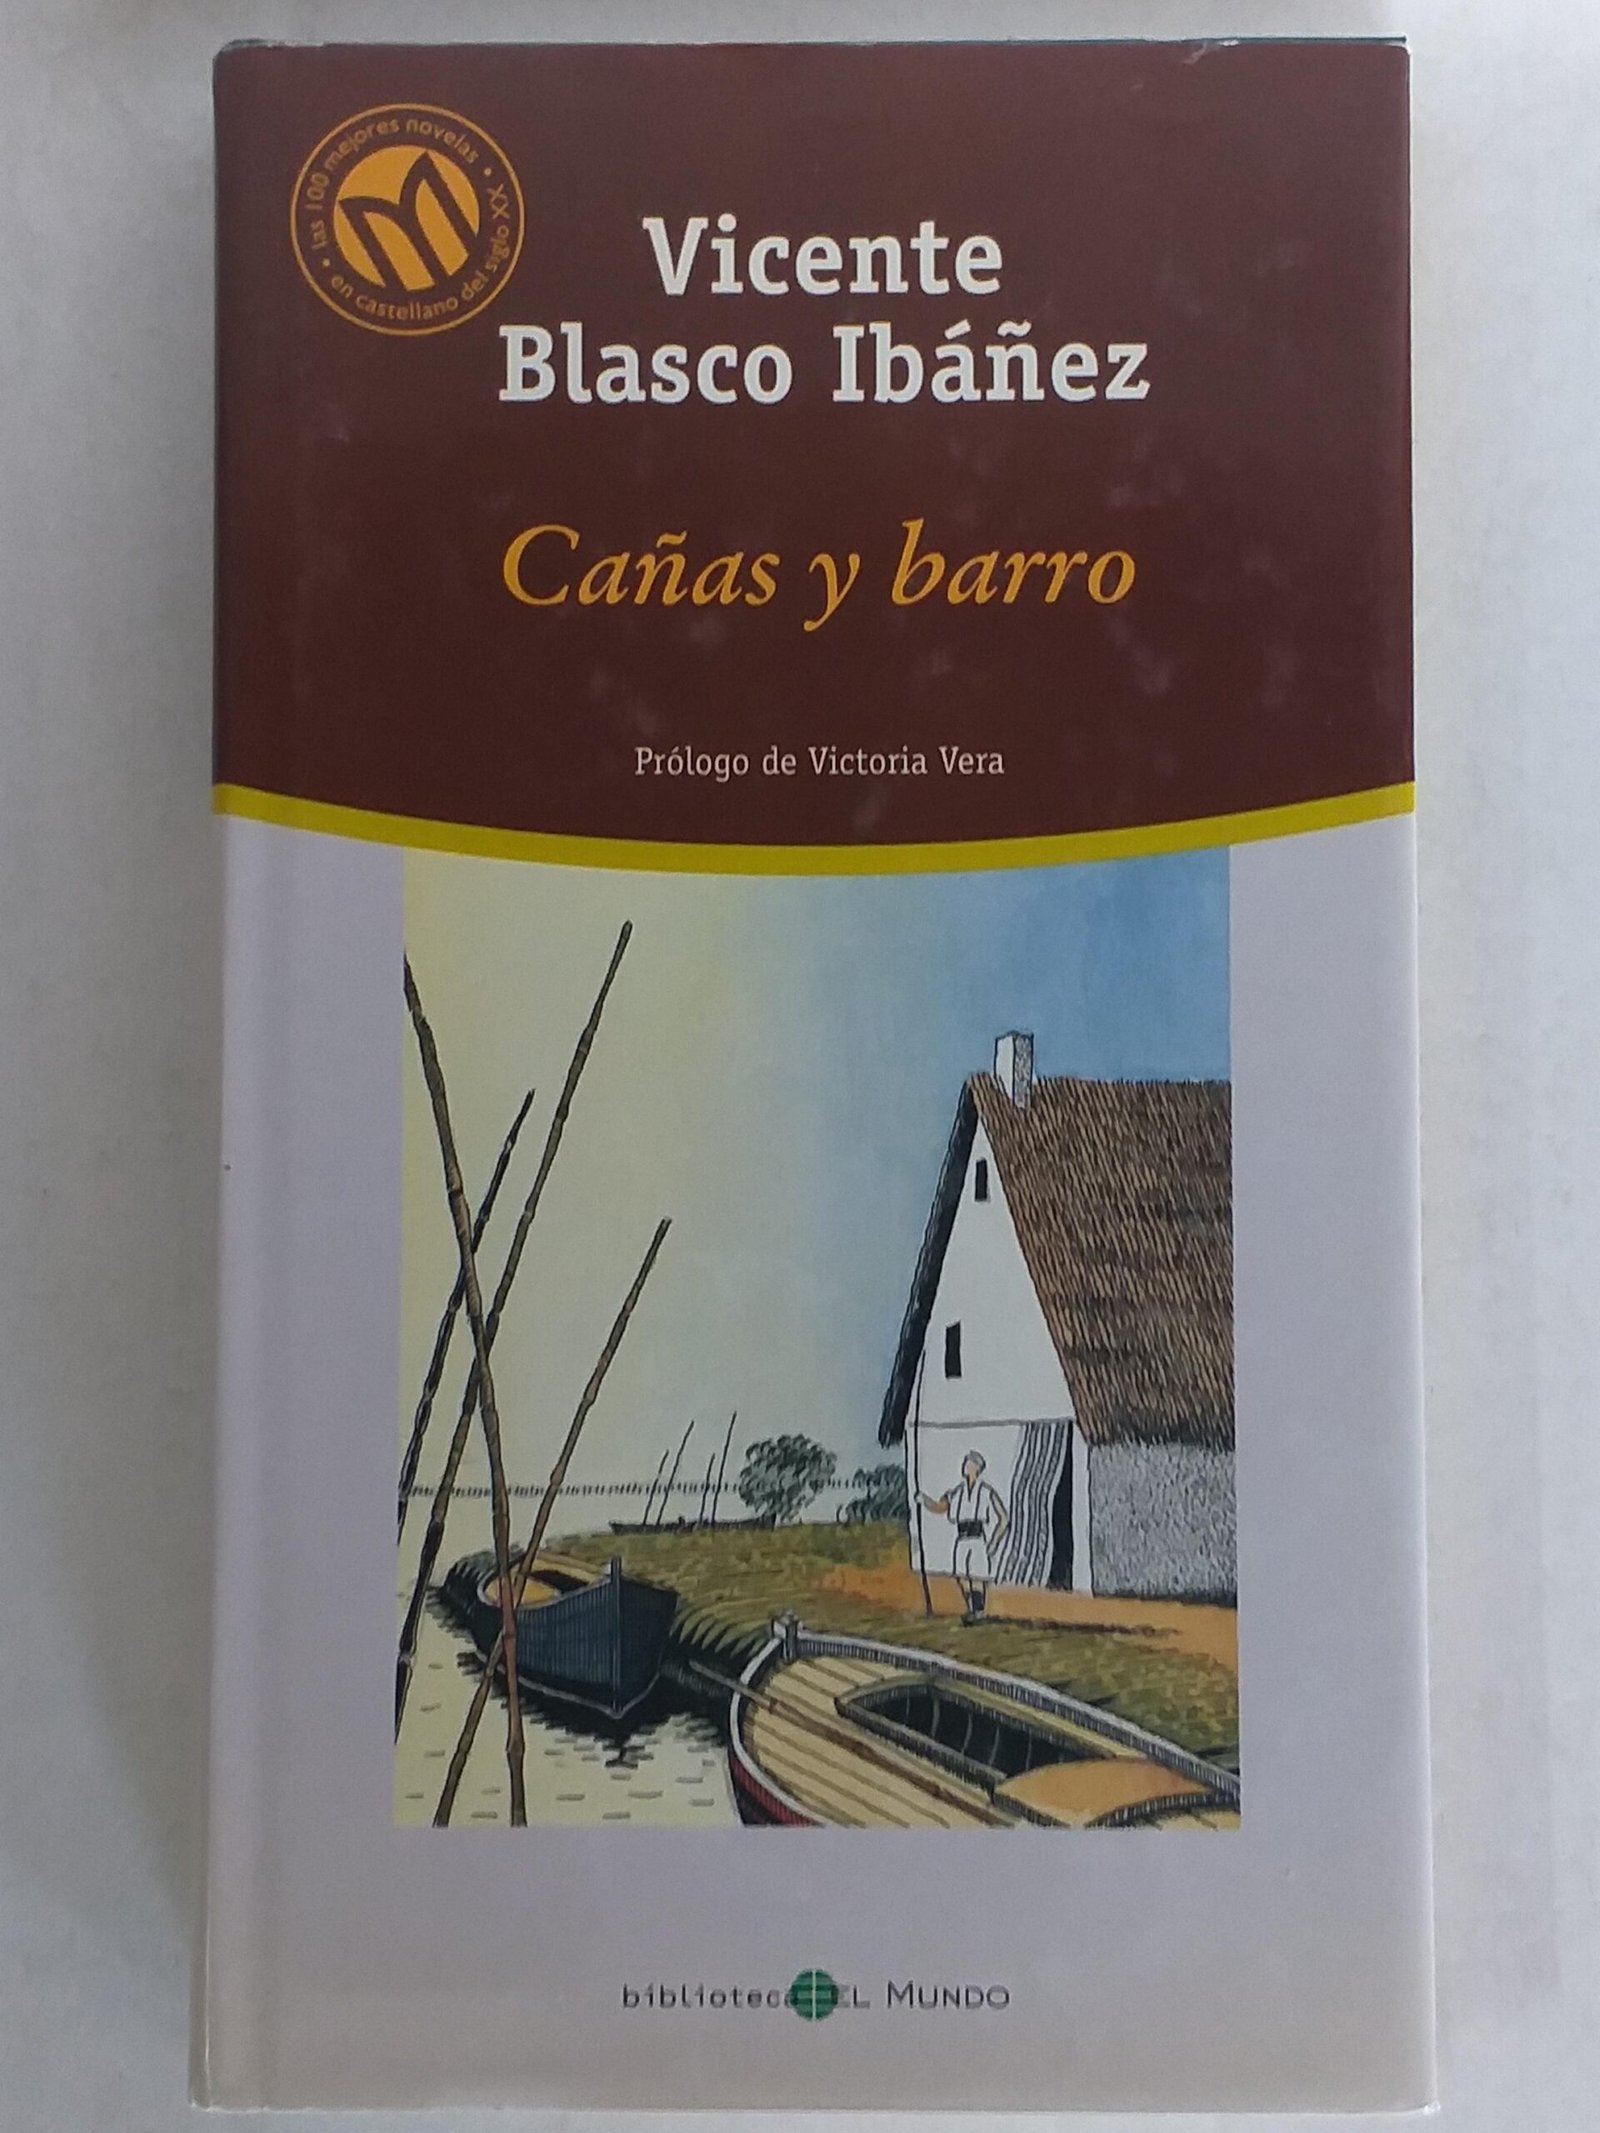 • las 100 mejores novelas •
en castellano del siglo XX
Vicente
Blasco Ibáñez
Cañas y barro
Prólogo de Victoria Vera
biblioteca EL MUNDO